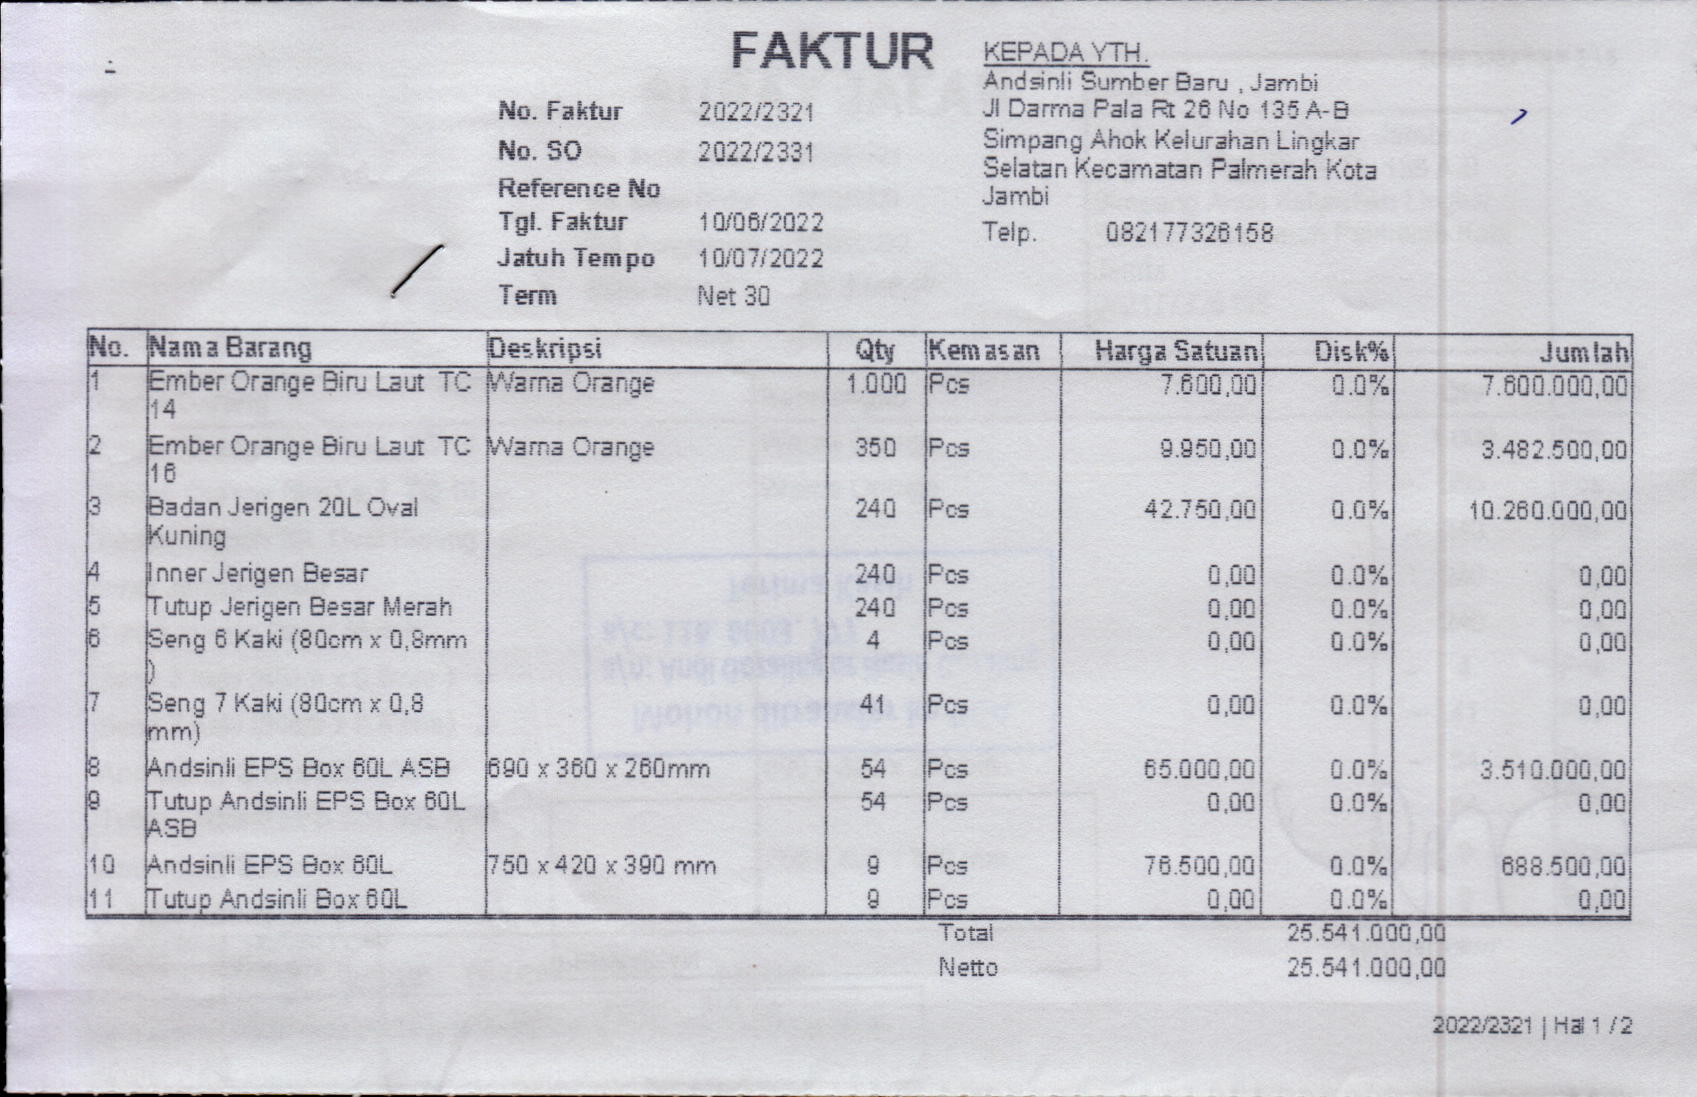 FAKTUR
KEPADA YTH.
Andsinli Sumber Baru , Jambi
Jl Darma Pala Rt 26 No 135 A-B
Simpang Ahok Kelurahan Lingkar
Selatan Kecamatan Palmerah Kota
Jambi
Telp. 082177326158
No. Faktur 2022/2321
No. SO 2022/2331
Reference No
Tgl. Faktur 10/06/2022
Jatuh Tempo 10/07/2022
Term Net 30
No. Nama Barang Deskripsi Qty Kemasan Harga Satuan Disk% Jumlah
1 Ember Orange Biru Laut TC Warna Orange 1.000 Pcs 7.600,00 0.0% 7.600.000,00
14
2 Ember Orange Biru Laut TC Warna Orange 350 Pcs 9.950,00 0.0% 3.482.500,00
16
3 Badan Jerigen 20L Oval 240 Pcs 42.750,00 0.0% 10.260.000,00
Kuning
4 Inner Jerigen Besar 240 Pcs 0,00 0.0% 0,00
5 Tutup Jerigen Besar Merah 240 Pcs 0,00 0.0% 0,00
6 Seng 6 Kaki (80cm x 0,8mm 4 Pcs 0,00 0.0% 0,00
)
7 Seng 7 Kaki (80cm x 0,8 41 Pcs 0,00 0.0% 0,00
mm)
8 Andsinli EPS Box 60L ASB 690 x 360 x 260mm 54 Pcs 65.000,00 0.0% 3.510.000,00
9 Tutup Andsinli EPS Box 60L 54 Pcs 0,00 0.0% 0,00
ASB
10 Andsinli EPS Box 60L 750 x 420 x 390 mm 9 Pcs 76.500,00 0.0% 688.500,00
11 Tutup Andsinli Box 60L 9 Pcs 0,00 0.0% 0,00
Total 25.541.000,00
Netto 25.541.000,00
2022/2321 | Hal 1 / 2